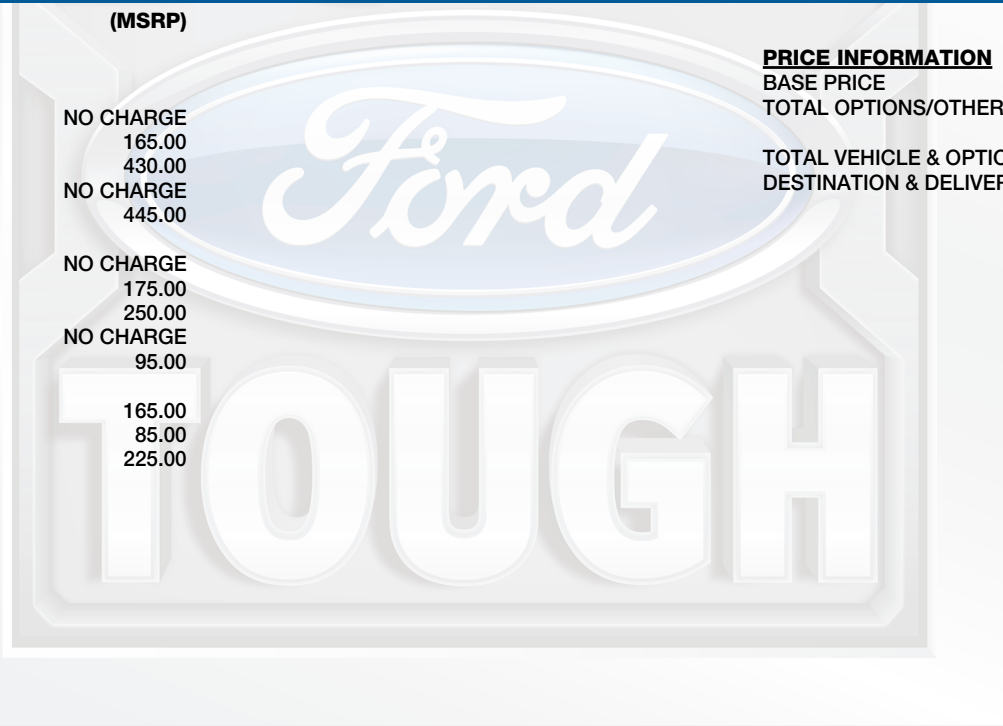 (MSRP)
NO CHARGE
165.00
430.00
NO CHARGE
445.00
NO CHARGE
175.00
250.00
NO CHARGE
95.00
165.00
85.00
225.00
PRICE INFORMATION
BASE PRICE
TOTAL OPTIONS/OTHER
TOTAL VEHICLE & OPTIO
DESTINATION & DELIVER
Ford
TOUGH